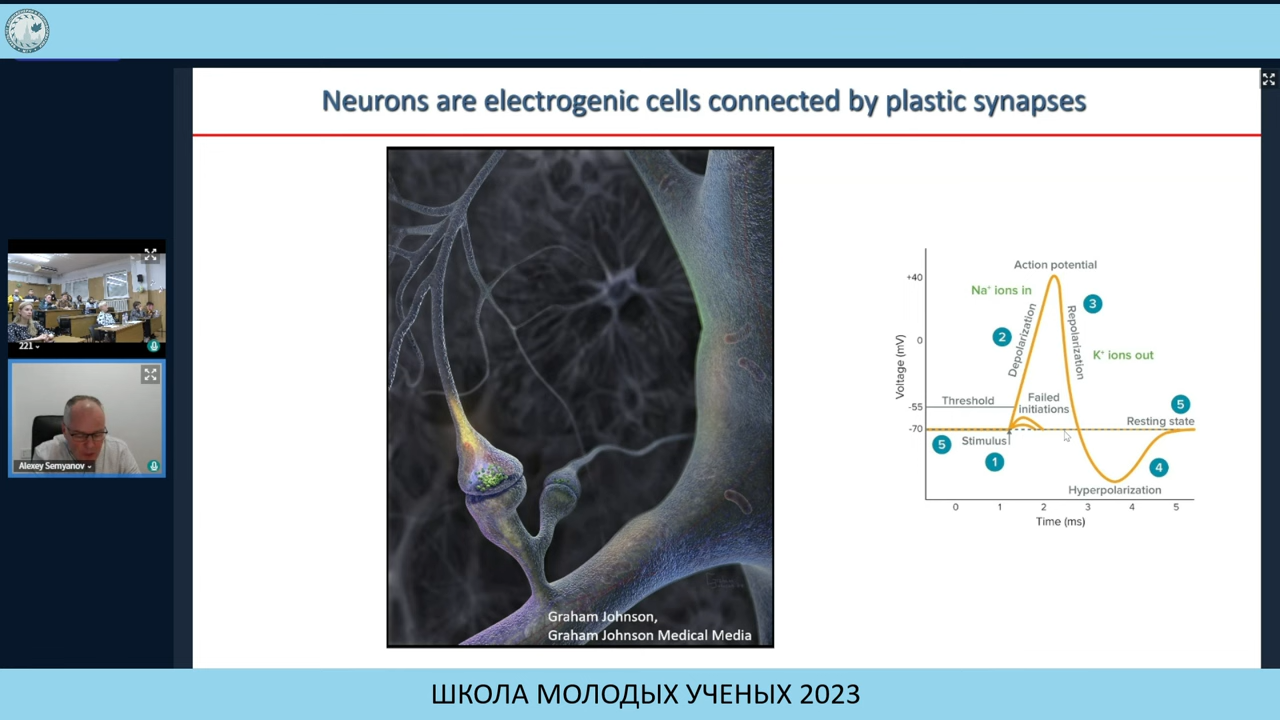 Neurons are electrogenic cells connected by plastic synapses
221
Alexey Semyanov
Graham Johnson,
Graham Johnson Medical Media
Action potential
+40
Na⁺ ions in
3
2
Depolarization
Repolarization
0
K⁺ ions out
Voltage (mV)
Threshold
Failed
initiations
-55
5
Resting state
-70
5
Stimulus
1
4
Hyperpolarization
0 1 2 3 4 5
Time (ms)
ШКОЛА МОЛОДЫХ УЧЕНЫХ 2023